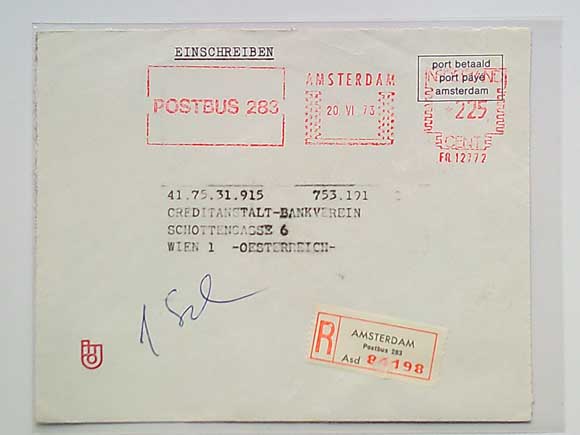 EINSCHREIBEN
POSTBUS 283
AMSTERDAM
20 VI 73
port betaald
port payé
amsterdam
NEDERLAND
225
CENT
FR 12772
41.75.31.915 753.191
CREDITANSTALT-BANKVEREIN
SCHOTTENGASSE 6
WIEN 1 -OESTERREICH-
R
AMSTERDAM
Postbus 283
Asd 84198